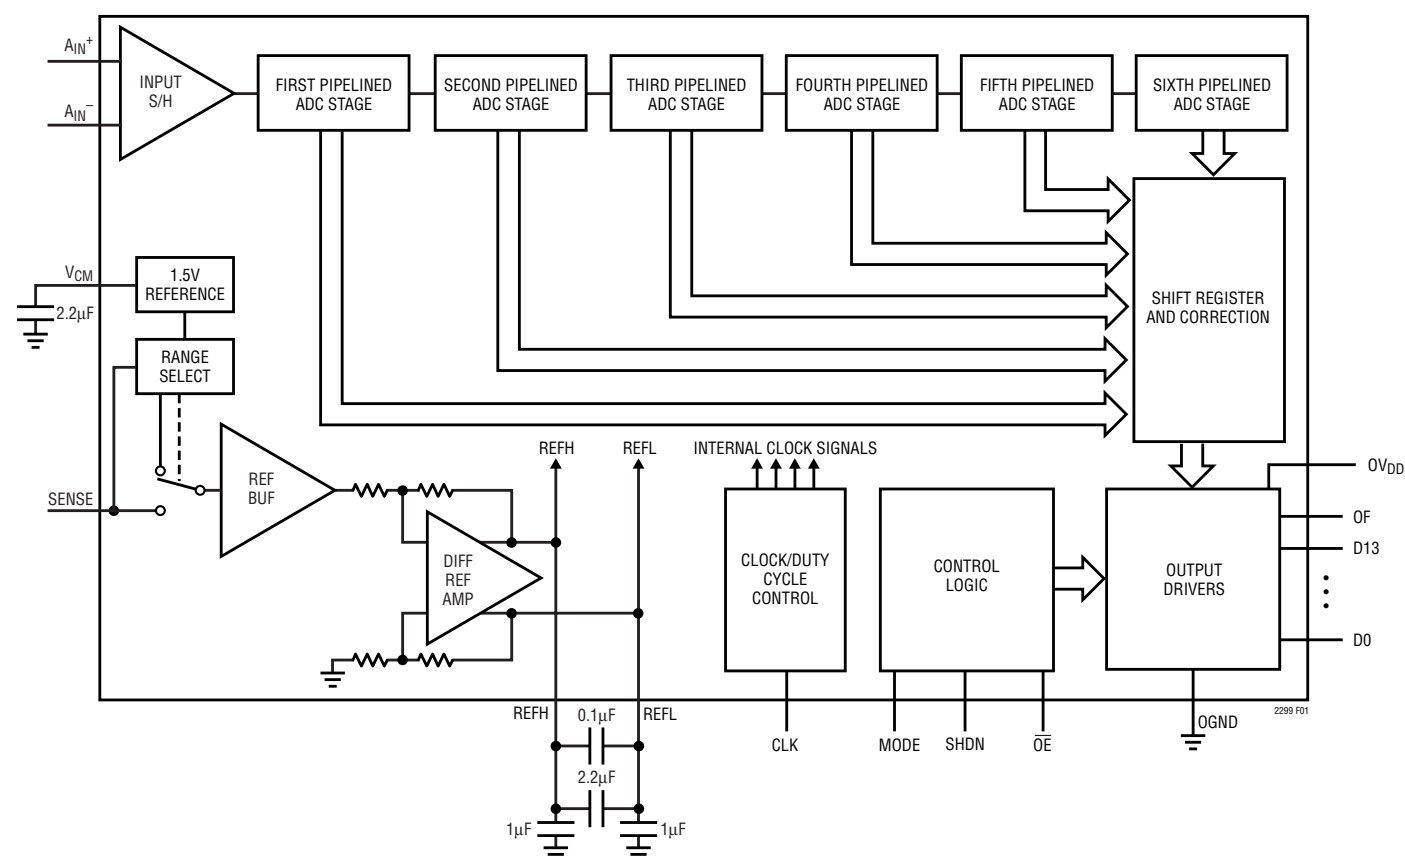 AIN+
AIN−
INPUT
S/H
FIRST PIPELINED
ADC STAGE
SECOND PIPELINED
ADC STAGE
THIRD PIPELINED
ADC STAGE
FOURTH PIPELINED
ADC STAGE
FIFTH PIPELINED
ADC STAGE
SIXTH PIPELINED
ADC STAGE
SHIFT REGISTER
AND CORRECTION
VCM
2.2µF
1.5V
REFERENCE
RANGE
SELECT
SENSE
REF
BUF
DIFF
REF
AMP
REFH
REFL
INTERNAL CLOCK SIGNALS
CLOCK/DUTY
CYCLE
CONTROL
CONTROL
LOGIC
OUTPUT
DRIVERS
OVDD
OF
D13
D0
REFH
0.1µF
REFL
2.2µF
1µF
1µF
CLK
MODE
SHDN
O̅E̅
OGND
2299 F01